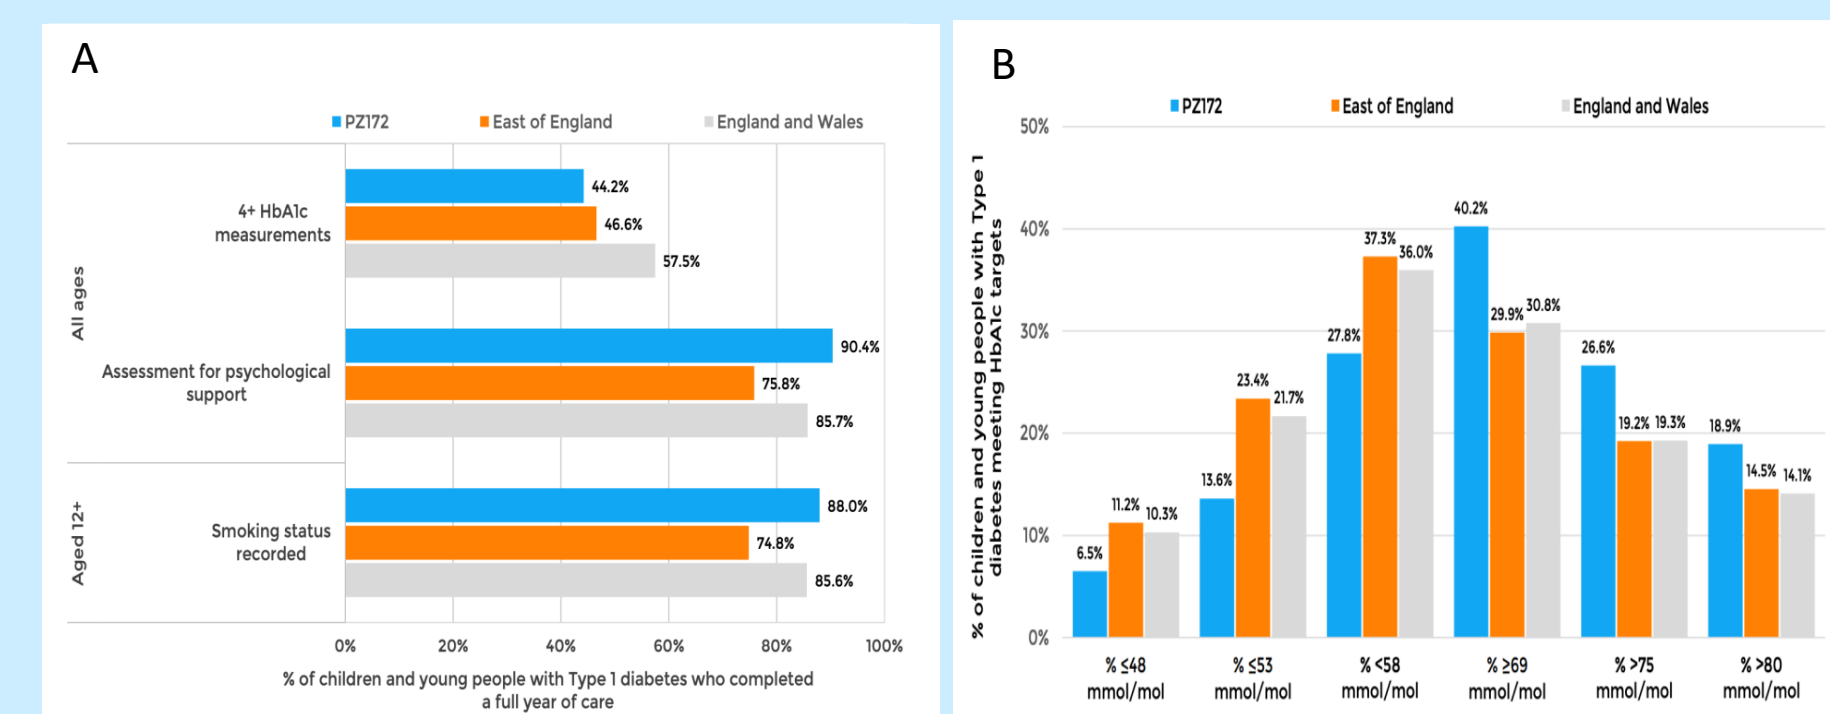 A
PZ172
East of England
England and Wales
All ages
4+ HbA1c
measurements
44.2%
46.6%
57.5%
Assessment for psychological
support
90.4%
75.8%
85.7%
Aged 12+
Smoking status
recorded
88.0%
74.8%
85.6%
0% 20% 40% 60% 80% 100%
% of children and young people with Type 1 diabetes who completed
a full year of care
B
PZ172
East of England
England and Wales
% of children and young people with Type 1
diabetes meeting HbA1c targets
50%
40%
30%
20%
10%
0%
6.5% 11.2% 10.3%
13.6% 23.4% 21.7%
27.8% 37.3% 36.0%
40.2% 29.9% 30.8%
26.6% 19.2% 19.3%
18.9% 14.5% 14.1%
% ≤48
mmol/mol
% ≤53
mmol/mol
% <58
mmol/mol
% ≥69
mmol/mol
% >75
mmol/mol
% >80
mmol/mol